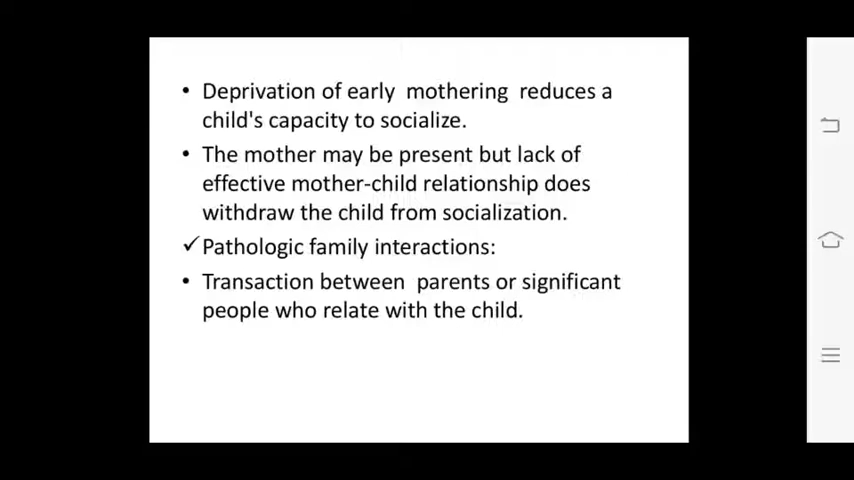 • Deprivation of early mothering reduces a
child's capacity to socialize.
• The mother may be present but lack of
effective mother-child relationship does
withdraw the child from socialization.
✓Pathologic family interactions:
• Transaction between parents or significant
people who relate with the child.